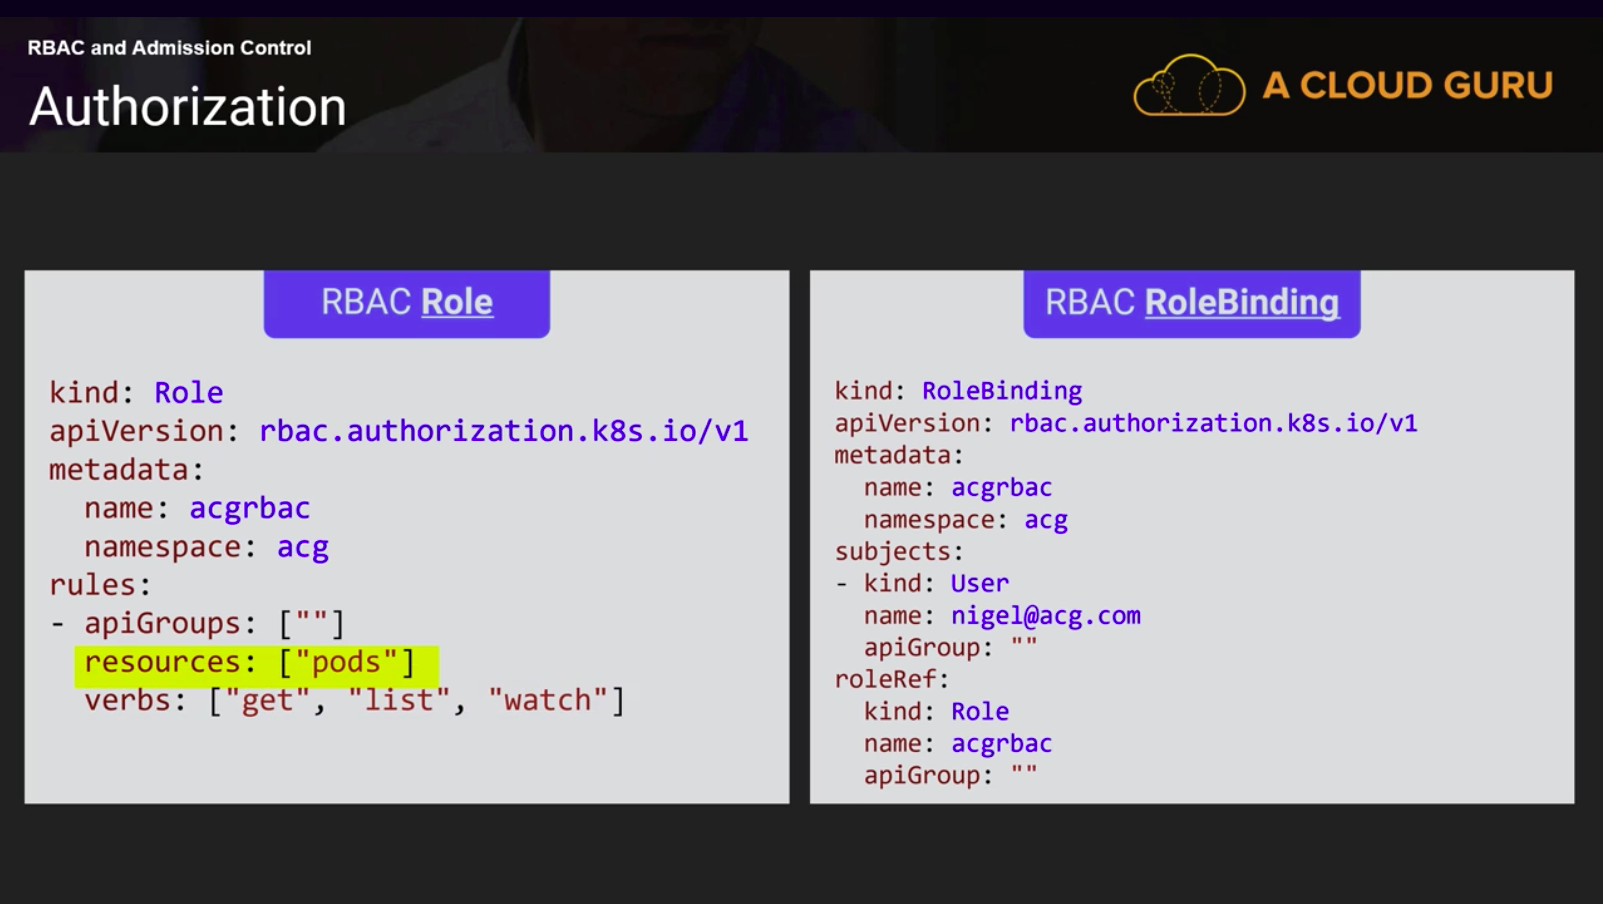 RBAC and Admission Control
Authorization
A CLOUD GURU
RBAC Role
kind: Role
apiVersion: rbac.authorization.k8s.io/v1
metadata:
  name: acgrbac
  namespace: acg
rules:
- apiGroups: [""]
  resources: ["pods"]
  verbs: ["get", "list", "watch"]
RBAC RoleBinding
kind: RoleBinding
apiVersion: rbac.authorization.k8s.io/v1
metadata:
  name: acgrbac
  namespace: acg
subjects:
- kind: User
  name: nigel@acg.com
  apiGroup: ""
roleRef:
  kind: Role
  name: acgrbac
  apiGroup: ""